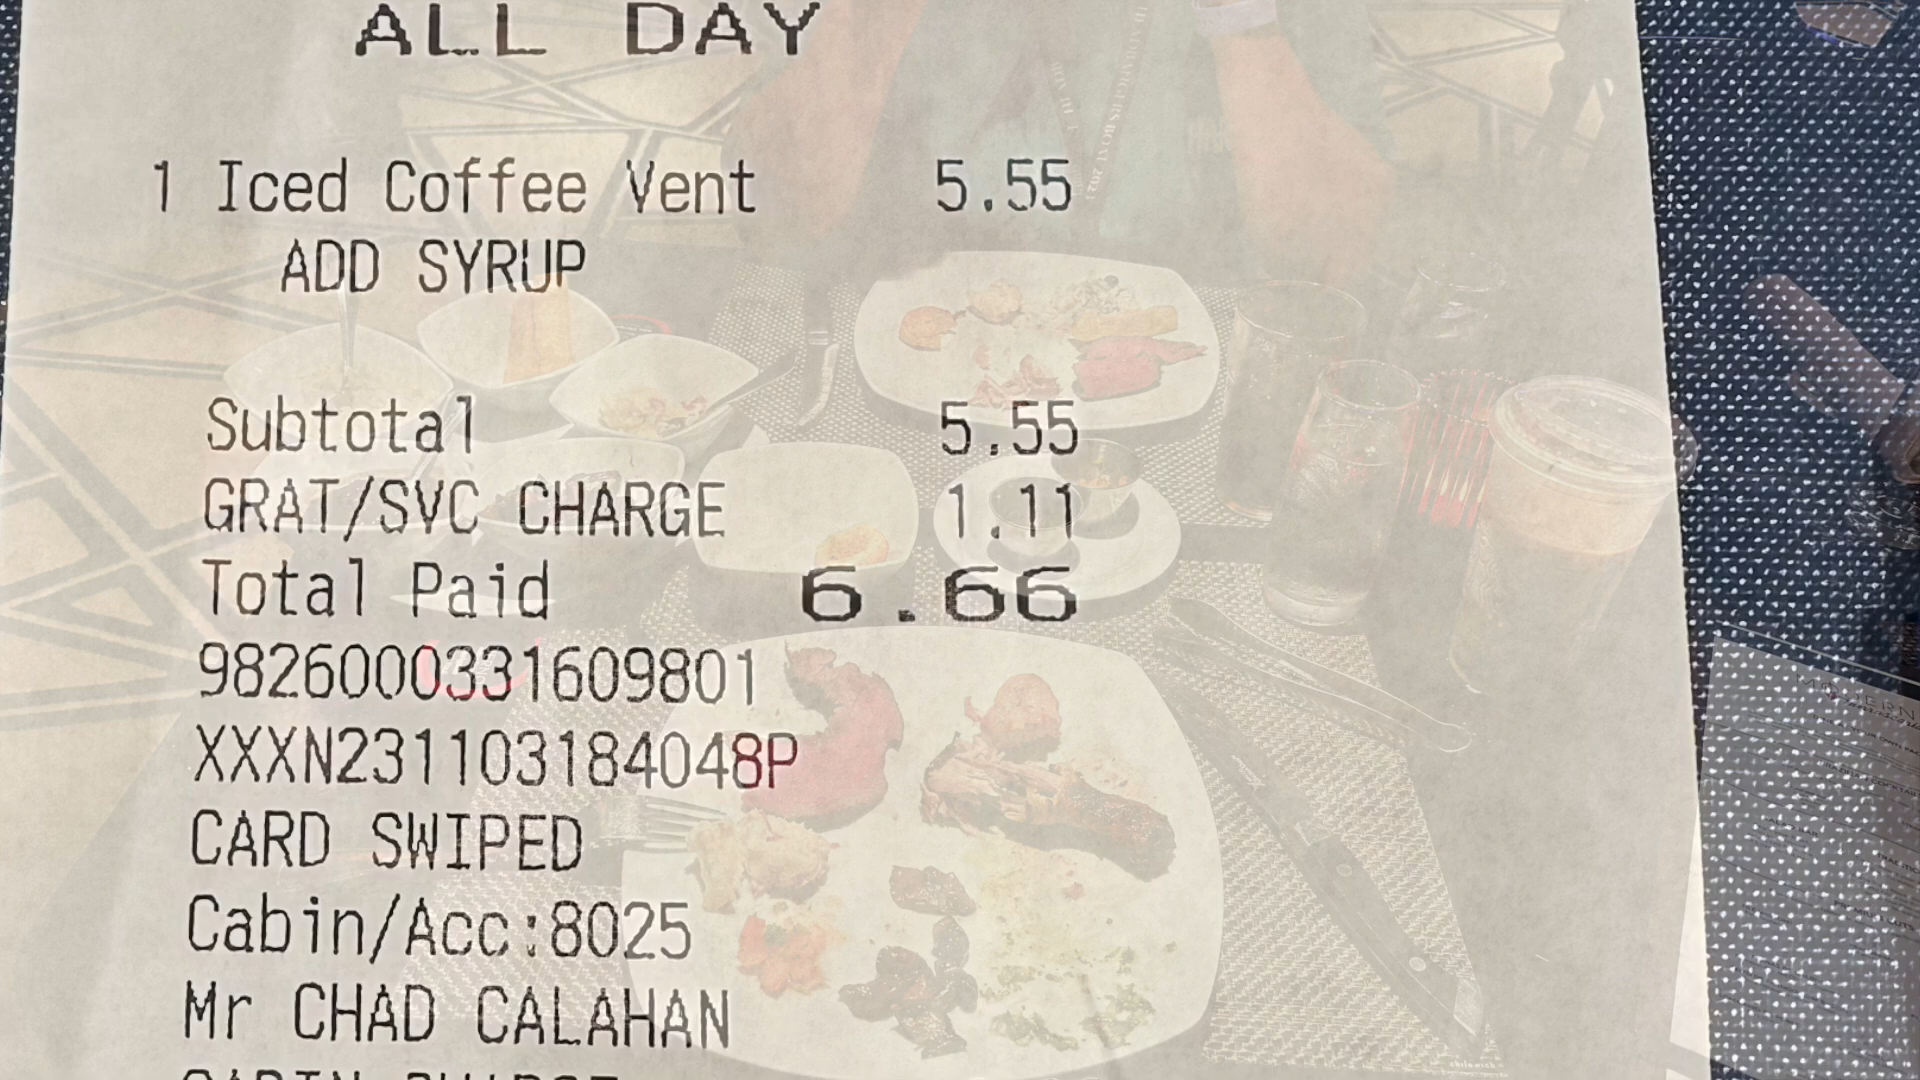 ALL DAY
1 Iced Coffee Vent 5.55
ADD SYRUP
Subtotal 5.55
GRAT/SVC CHARGE 1.11
Total Paid 6.66
9826000331609801
XXXN231103184048P
CARD SWIPED
Cabin/Acc:8025
Mr CHAD CALAHAN